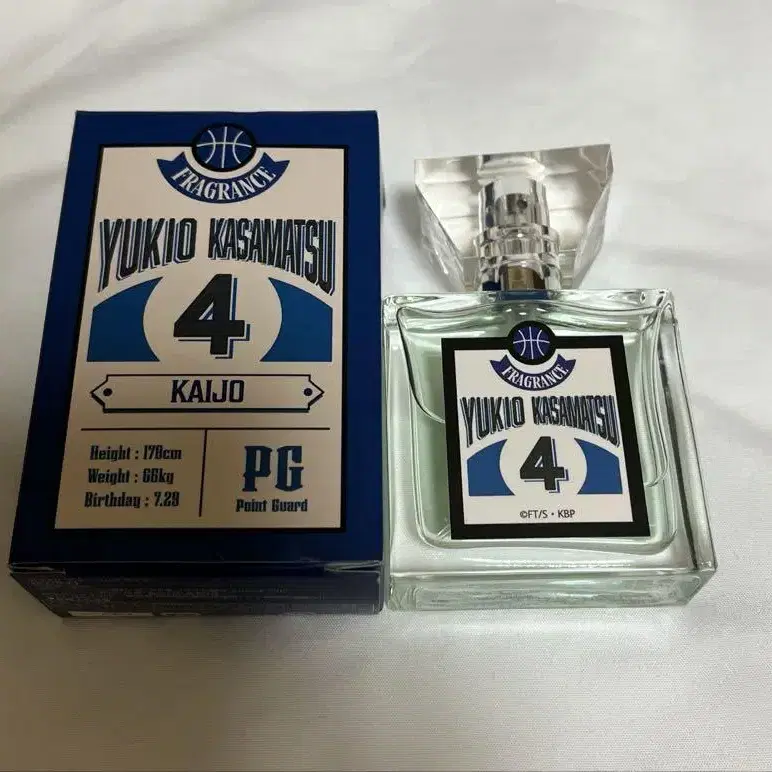 FRAGRANCE
YUKIO KASAMATSU
4
KAIJO
Height : 178cm
Weight : 66kg
Birthday : 7.29
PG
Point Guard
FRAGRANCE
YUKIO KASAMATSU
4
©FT/S・KBP